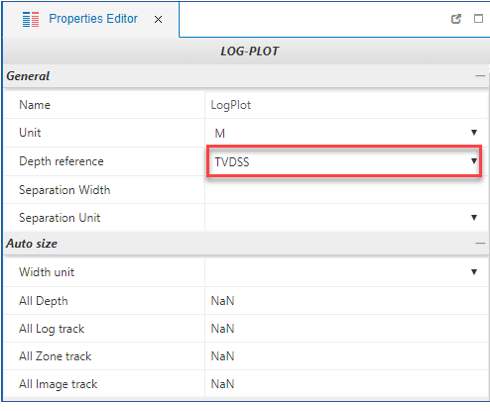 Properties Editor
LOG-PLOT
General
Name LogPlot
Unit M
Depth reference TVDSS
Separation Width
Separation Unit
Auto size
Width unit
All Depth NaN
All Log track NaN
All Zone track NaN
All Image track NaN